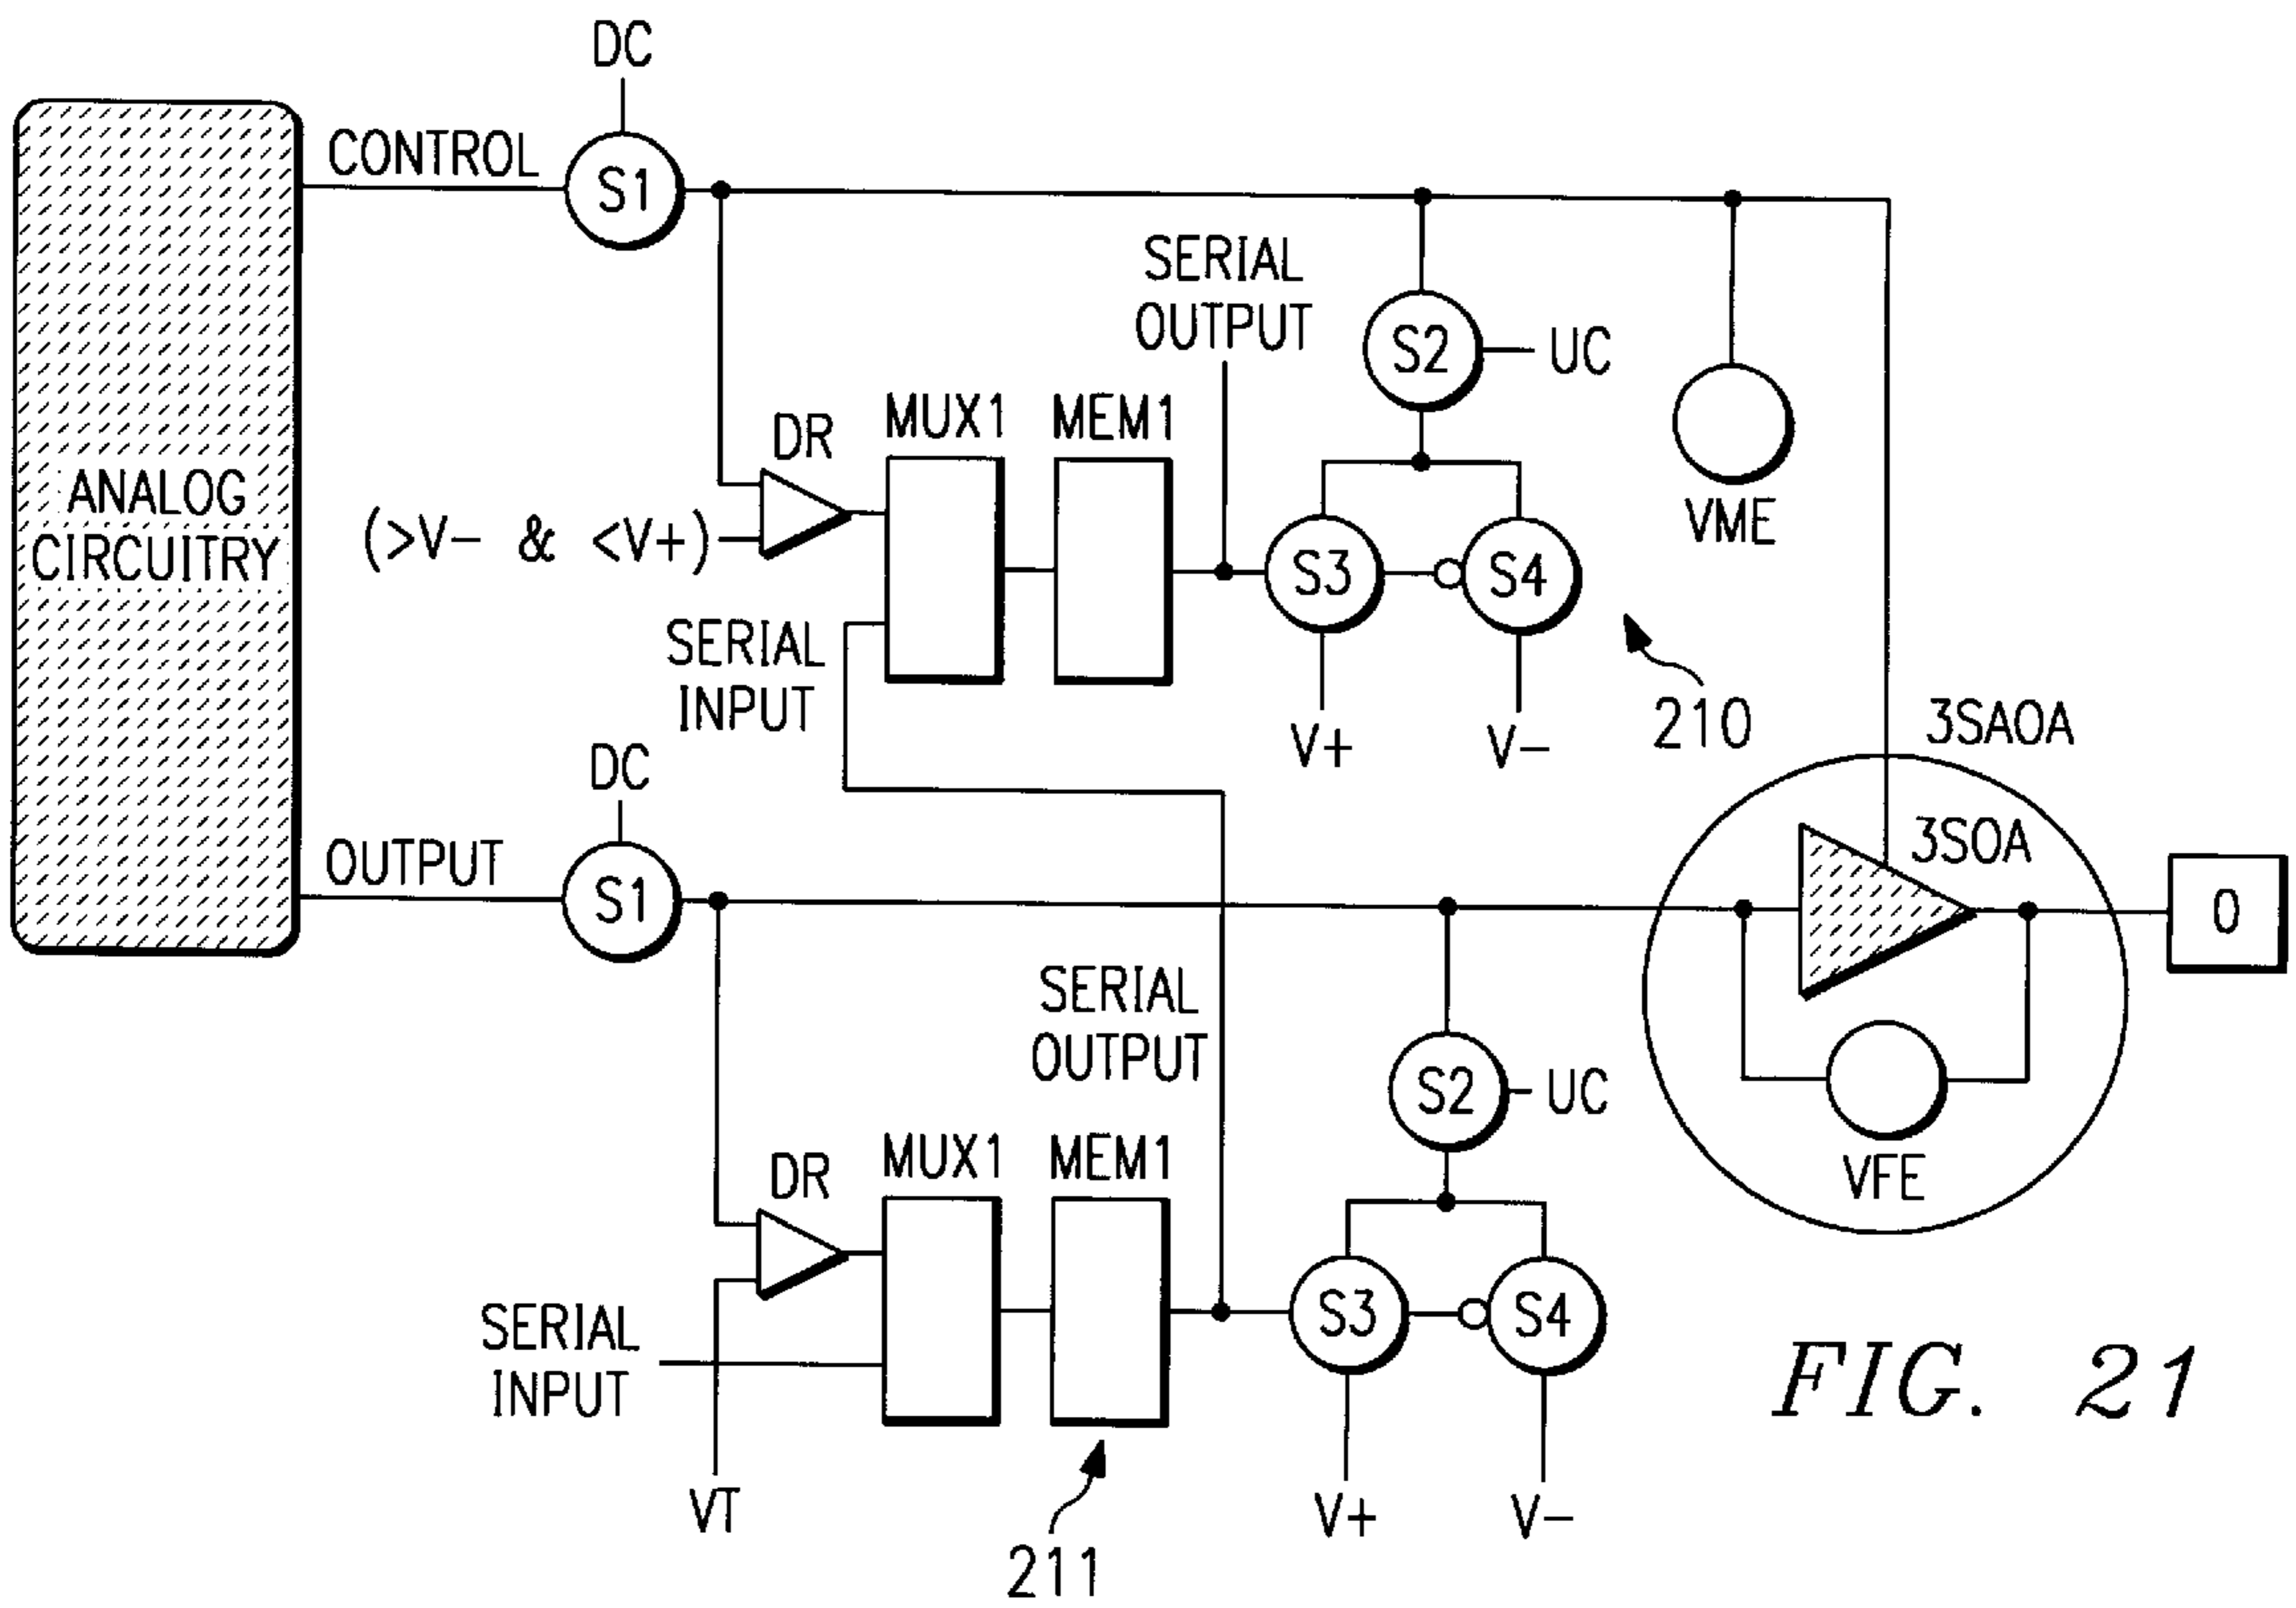 DC
CONTROL
S1
SERIAL
OUTPUT
S2
UC
DR
MUX1
MEM1
ANALOG
CIRCUITRY
(>V- & <V+)
S3
S4
VME
SERIAL
INPUT
V+
V-
210
3SAOA
DC
OUTPUT
S1
3SOA
0
SERIAL
OUTPUT
S2
UC
DR
MUX1
MEM1
VFE
SERIAL
INPUT
S3
S4
VT
V+
V-
211
FIG. 21